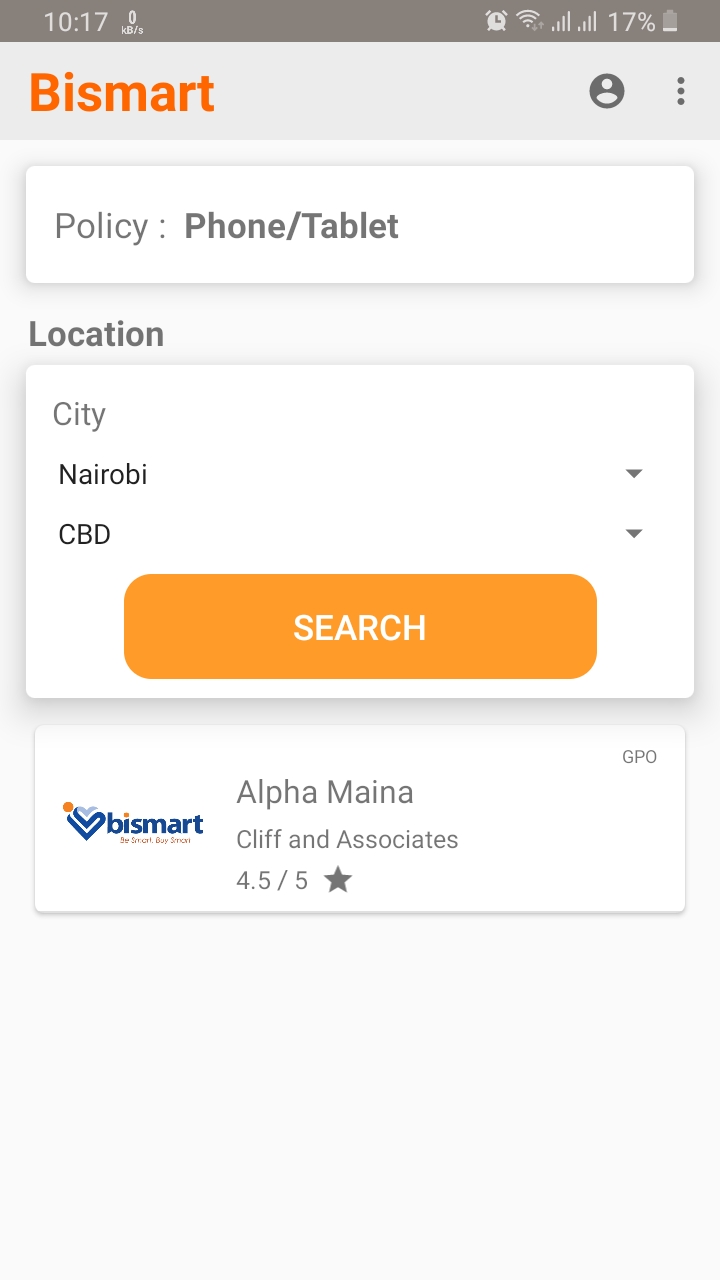 10:17 0 kB/s 17%
Bismart
Policy : Phone/Tablet
Location
City
Nairobi
CBD
SEARCH
GPO
Alpha Maina
bismart
Be Smart. Buy Smart
Cliff and Associates
4.5 / 5